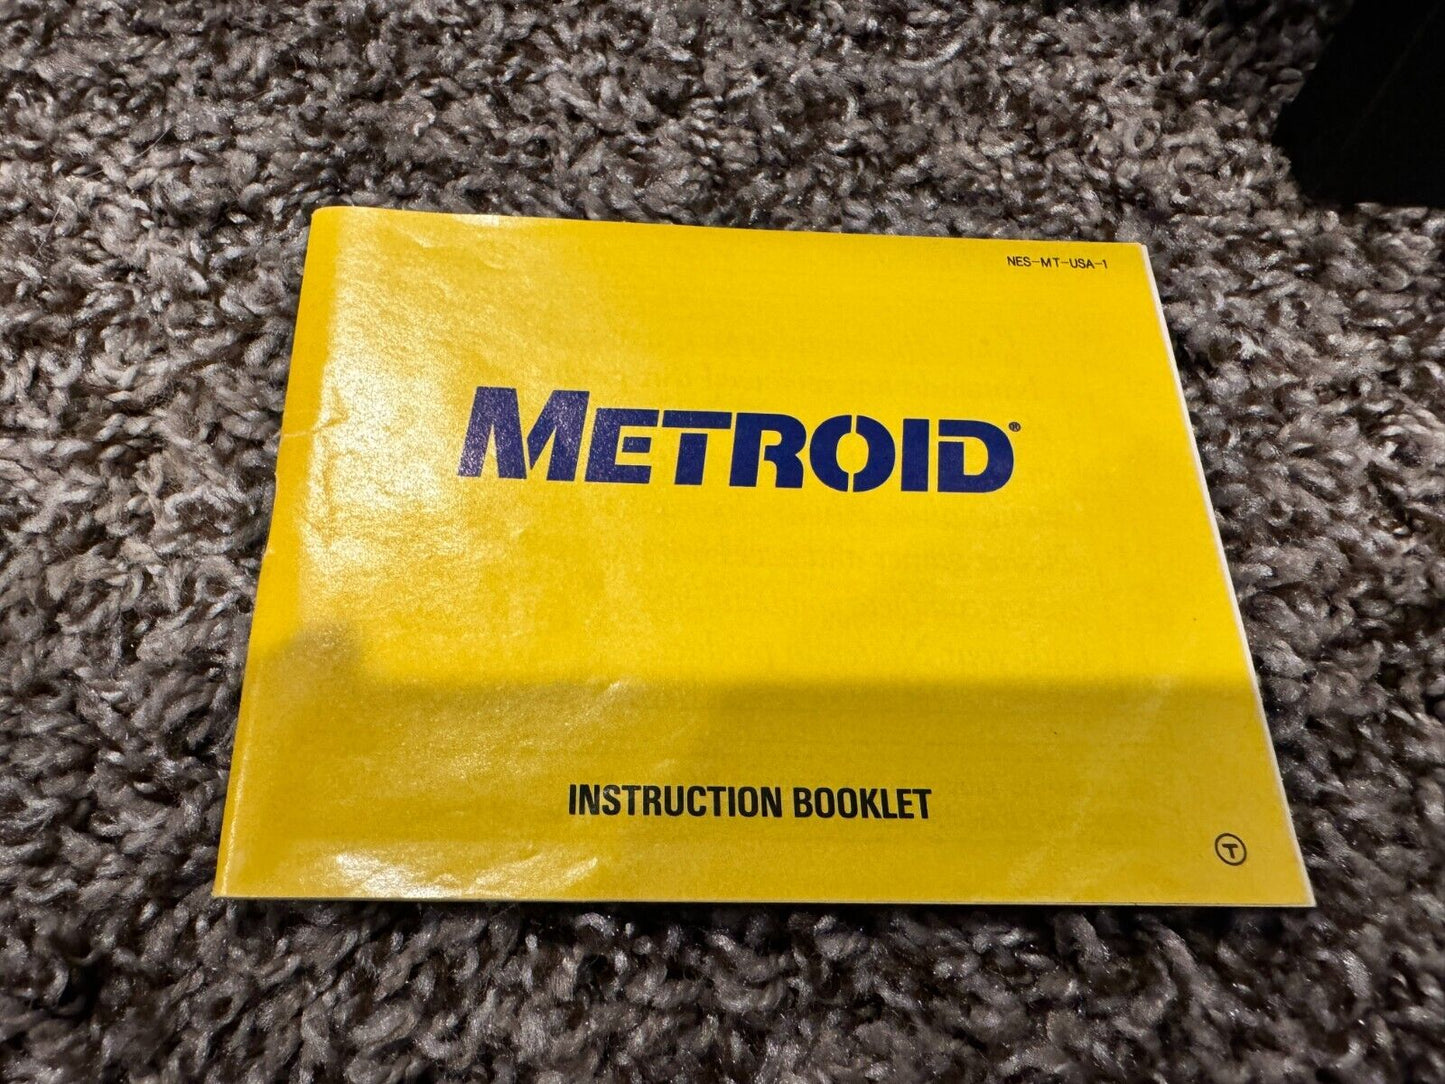 NES-MT-USA-1
METROID®
INSTRUCTION BOOKLET
T